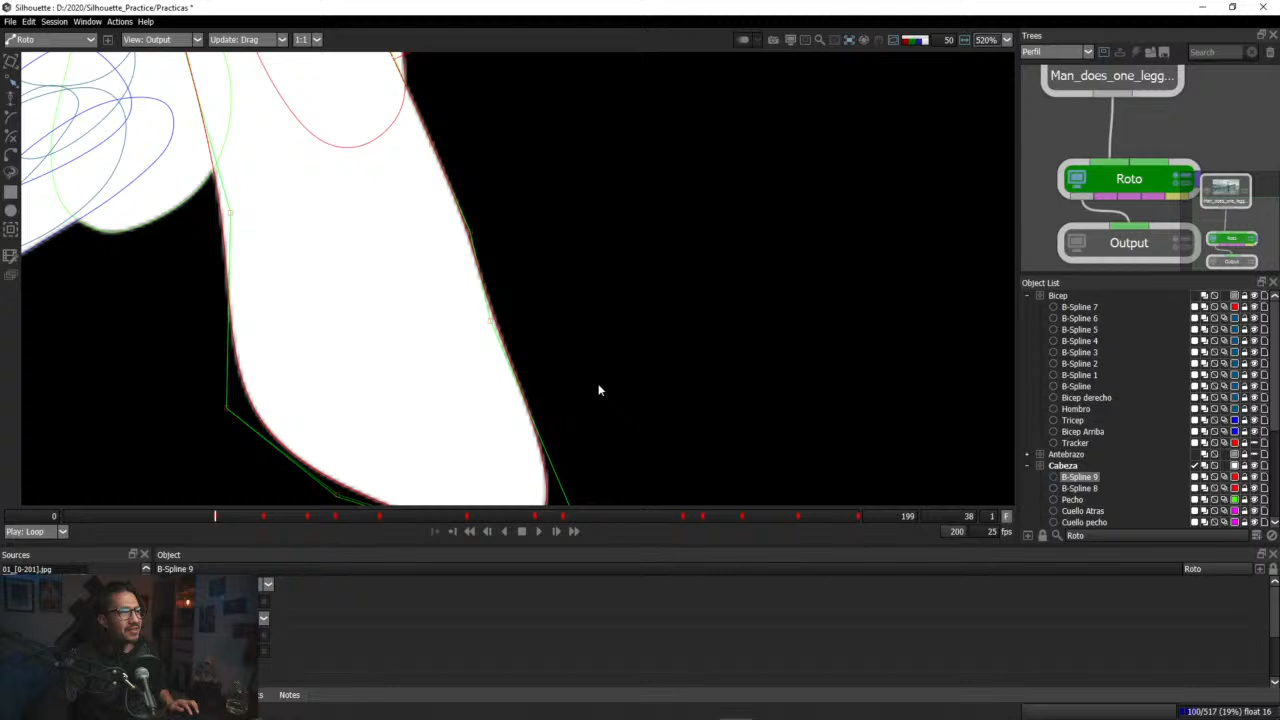 Silhouette : D:/2020/Silhouette_Practice/Practicas *
File Edit Session Window Actions Help
Roto View: Output Update: Drag 1:1 50 520%
Trees
Perfil Search
Man_does_one_legg...
Roto
Output
Object List
Bicep
B-Spline 7
B-Spline 6
B-Spline 5
B-Spline 4
B-Spline 3
B-Spline 2
B-Spline 1
B-Spline
Bicep derecho
Hombro
Tricep
Bicep Arriba
Tracker
Antebrazo
Cabeza
B-Spline 9
B-Spline 8
Pecho
Cuello Atras
Cuello pecho
0 199 38 1 F
Play: Loop 200 25 fps
Roto
Sources Object
01_[0-201].jpg B-Spline 9 Roto
Notes
100/517 (19%) float 16